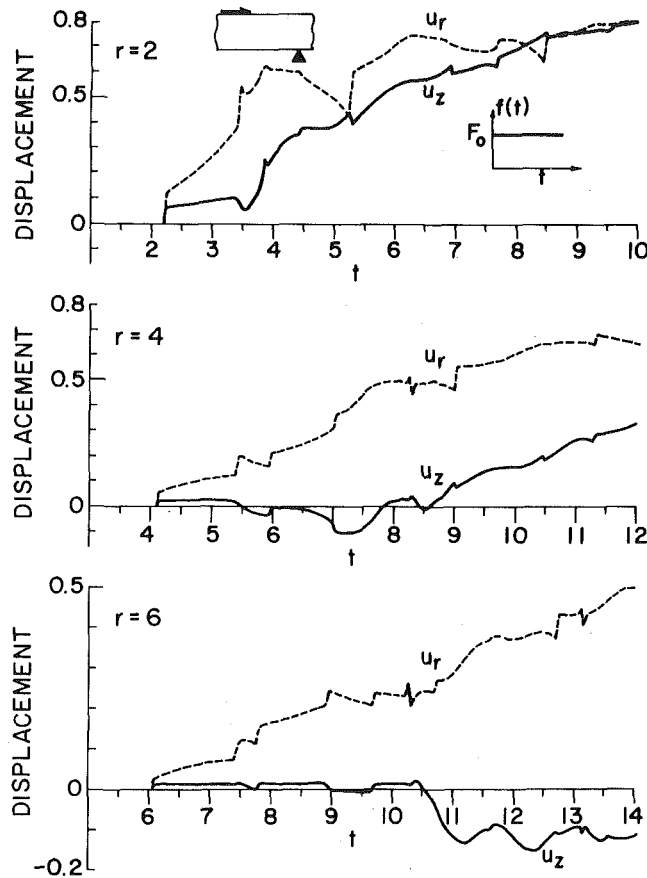 0.8
r = 2
u_r
u_z
0.5
f(t)
F_o
t
DISPLACEMENT
0
2 3 4 5 6 7 8 9 10
t
0.8
r = 4
u_r
0.5
DISPLACEMENT
u_z
0
4 5 6 7 8 9 10 11 12
t
0.5
r = 6
u_r
DISPLACEMENT
0
6 7 8 9 10 11 12 13 14
t
u_z
-0.2